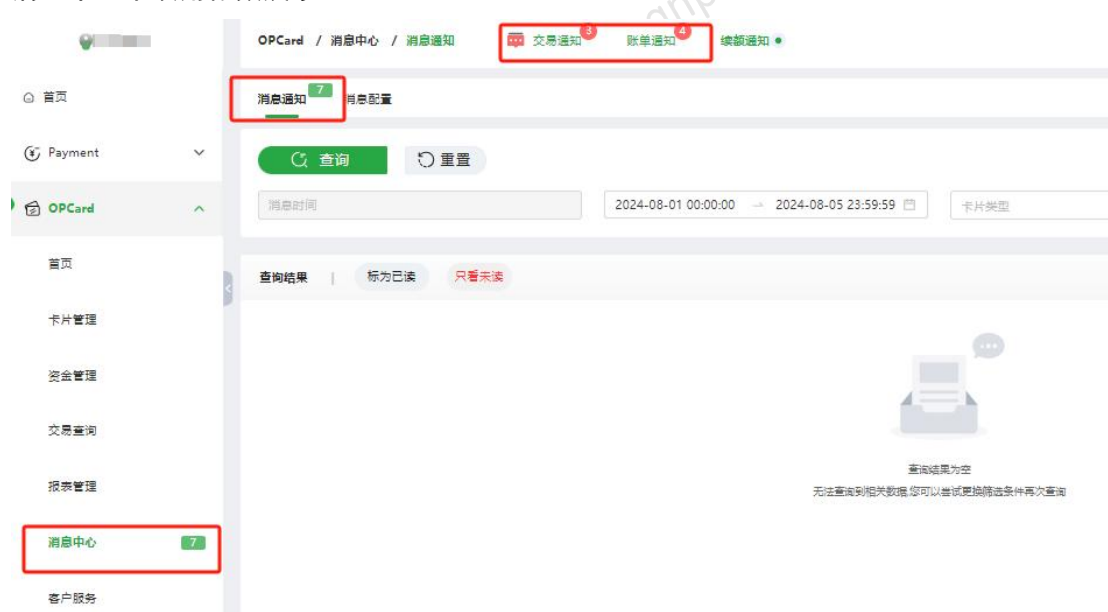 OPCard / 消息中心 / 消息通知 交易通知 3 账单通知 4 续额通知
首页
消息通知 7 消息配置
Payment
查询 重置
OPCard
消息时间 2024-08-01 00:00:00 → 2024-08-05 23:59:59 卡片类型
首页
查询结果 | 标为已读 只看未读
卡片管理
资金管理
交易查询
查询结果为空
报表管理
无法查询到相关数据,您可以尝试更换筛选条件再次查询
消息中心 7
客户服务